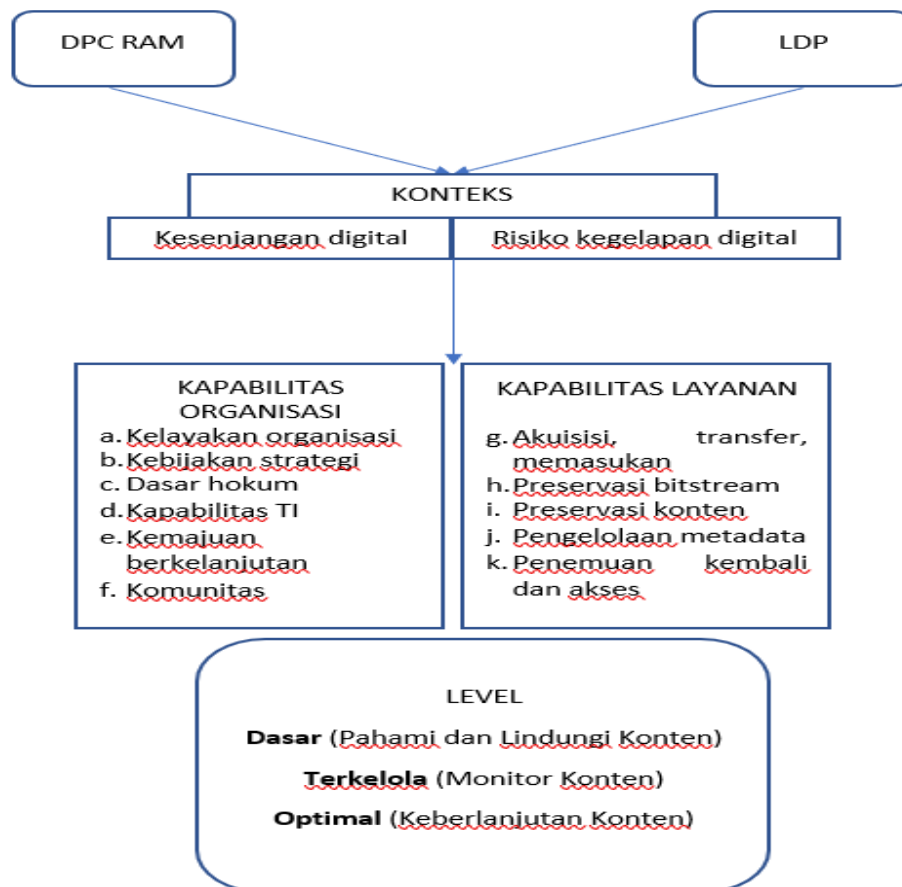 DPC RAM
LDP
KONTEKS
Kesenjangan digital
Risiko kegelapan digital
KAPABILITAS
ORGANISASI
a. Kelayakan organisasi
b. Kebijakan strategi
c. Dasar hokum
d. Kapabilitas TI
e. Kemajuan
berkelanjutan
f. Komunitas
KAPABILITAS LAYANAN
g. Akuisisi, transfer,
memasukan
h. Preservasi bitstream
i. Preservasi konten
j. Pengelolaan metadata
k. Penemuan kembali
dan akses
LEVEL
Dasar (Pahami dan Lindungi Konten)
Terkelola (Monitor Konten)
Optimal (Keberlanjutan Konten)